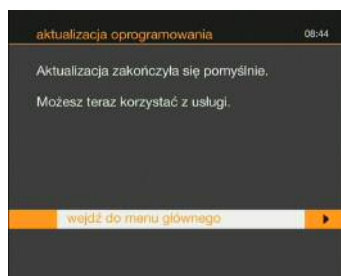 aktualizacja oprogramowania
08:44
Aktualizacja zakończyła się pomyślnie.
Możesz teraz korzystać z usługi.
wejdź do menu głównego